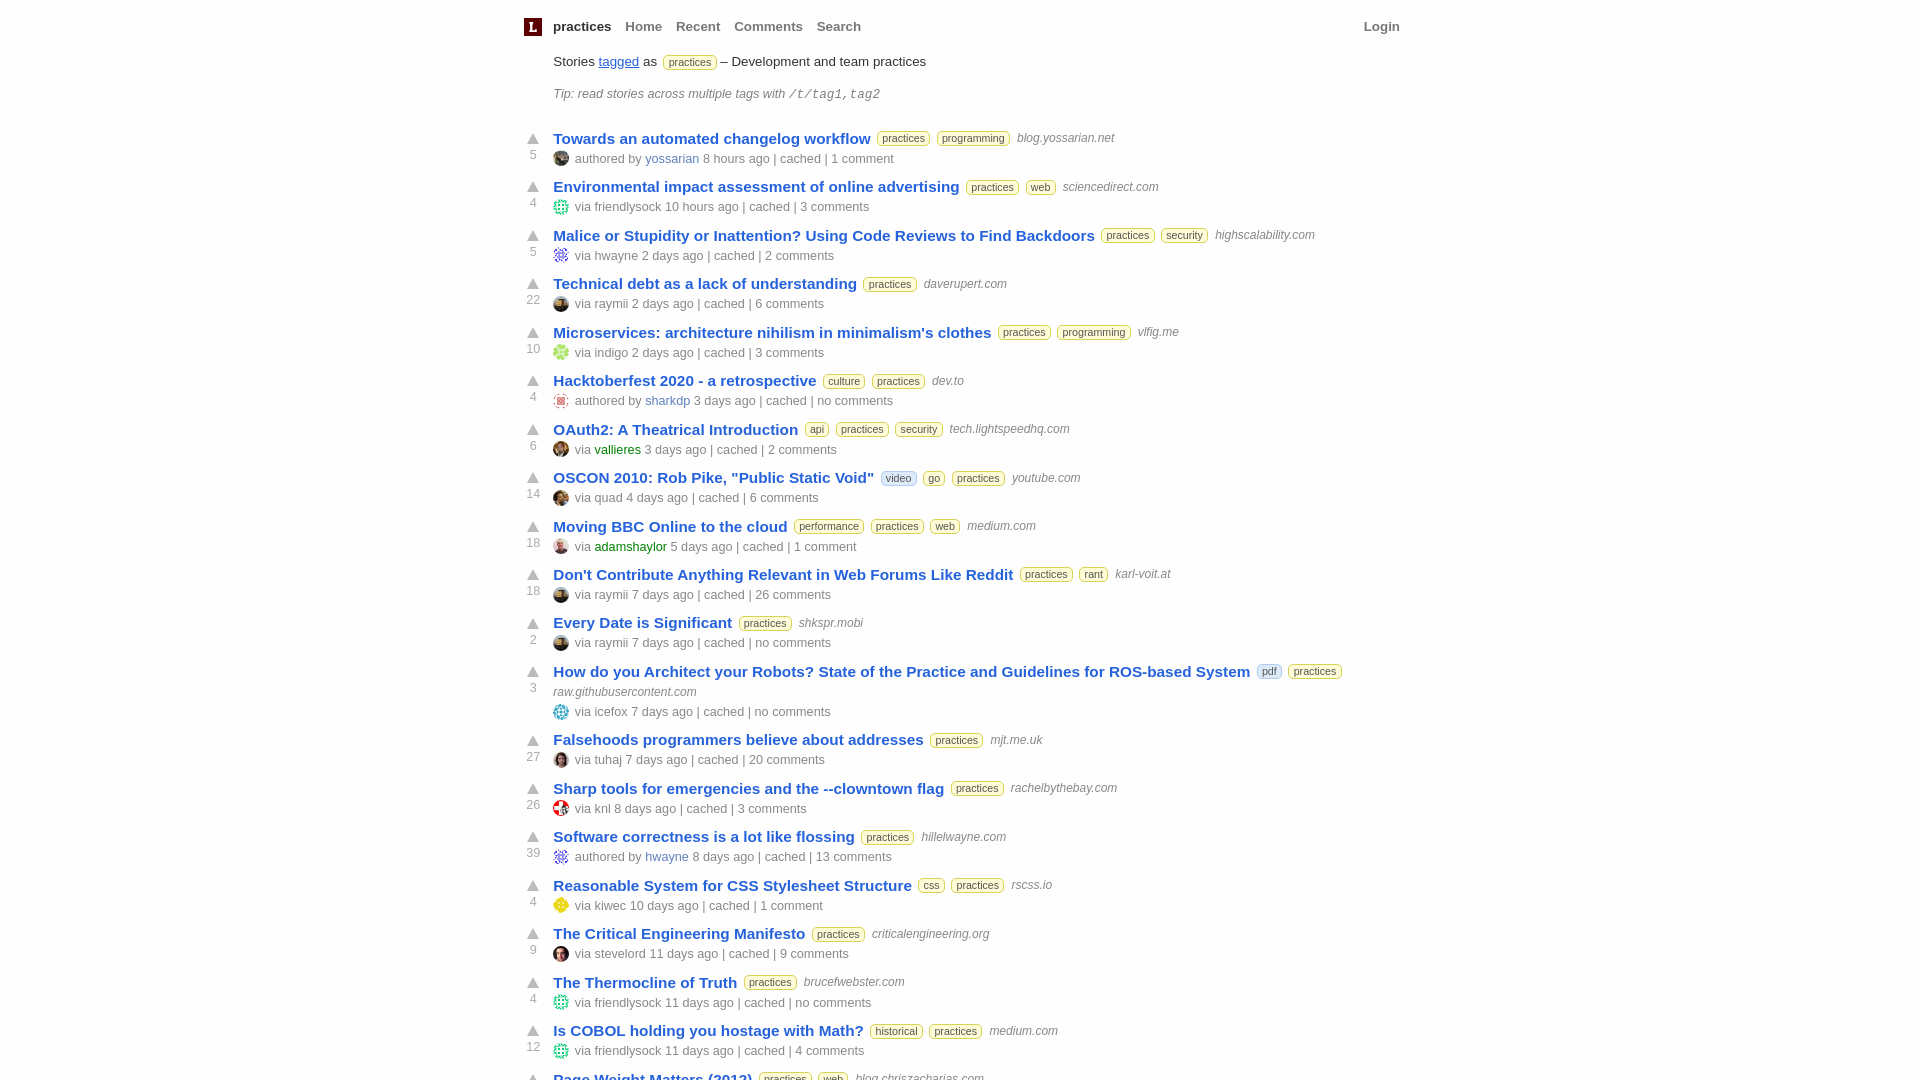 L practices Home Recent Comments Search Login
Stories tagged as practices – Development and team practices
Tip: read stories across multiple tags with /t/tag1,tag2
Towards an automated changelog workflow practices programming blog.yossarian.net
5 authored by yossarian 8 hours ago | cached | 1 comment
Environmental impact assessment of online advertising practices web sciencedirect.com
4 via friendlysock 10 hours ago | cached | 3 comments
Malice or Stupidity or Inattention? Using Code Reviews to Find Backdoors practices security highscalability.com
5 via hwayne 2 days ago | cached | 2 comments
Technical debt as a lack of understanding practices daverupert.com
22 via raymii 2 days ago | cached | 6 comments
Microservices: architecture nihilism in minimalism's clothes practices programming vlfig.me
10 via indigo 2 days ago | cached | 3 comments
Hacktoberfest 2020 - a retrospective culture practices dev.to
4 authored by sharkdp 3 days ago | cached | no comments
OAuth2: A Theatrical Introduction api practices security tech.lightspeedhq.com
6 via vallieres 3 days ago | cached | 2 comments
OSCON 2010: Rob Pike, "Public Static Void" video go practices youtube.com
14 via quad 4 days ago | cached | 6 comments
Moving BBC Online to the cloud performance practices web medium.com
18 via adamshaylor 5 days ago | cached | 1 comment
Don't Contribute Anything Relevant in Web Forums Like Reddit practices rant karl-voit.at
18 via raymii 7 days ago | cached | 26 comments
Every Date is Significant practices shkspr.mobi
2 via raymii 7 days ago | cached | no comments
How do you Architect your Robots? State of the Practice and Guidelines for ROS-based System pdf practices
3 raw.githubusercontent.com
via icefox 7 days ago | cached | no comments
Falsehoods programmers believe about addresses practices mjt.me.uk
27 via tuhaj 7 days ago | cached | 20 comments
Sharp tools for emergencies and the --clowntown flag practices rachelbythebay.com
26 via knl 8 days ago | cached | 3 comments
Software correctness is a lot like flossing practices hillelwayne.com
39 authored by hwayne 8 days ago | cached | 13 comments
Reasonable System for CSS Stylesheet Structure css practices rscss.io
4 via kiwec 10 days ago | cached | 1 comment
The Critical Engineering Manifesto practices criticalengineering.org
9 via stevelord 11 days ago | cached | 9 comments
The Thermocline of Truth practices brucefwebster.com
4 via friendlysock 11 days ago | cached | no comments
Is COBOL holding you hostage with Math? historical practices medium.com
12 via friendlysock 11 days ago | cached | 4 comments
Page Weight Matters (2012) practices web blog.chriszacharias.com